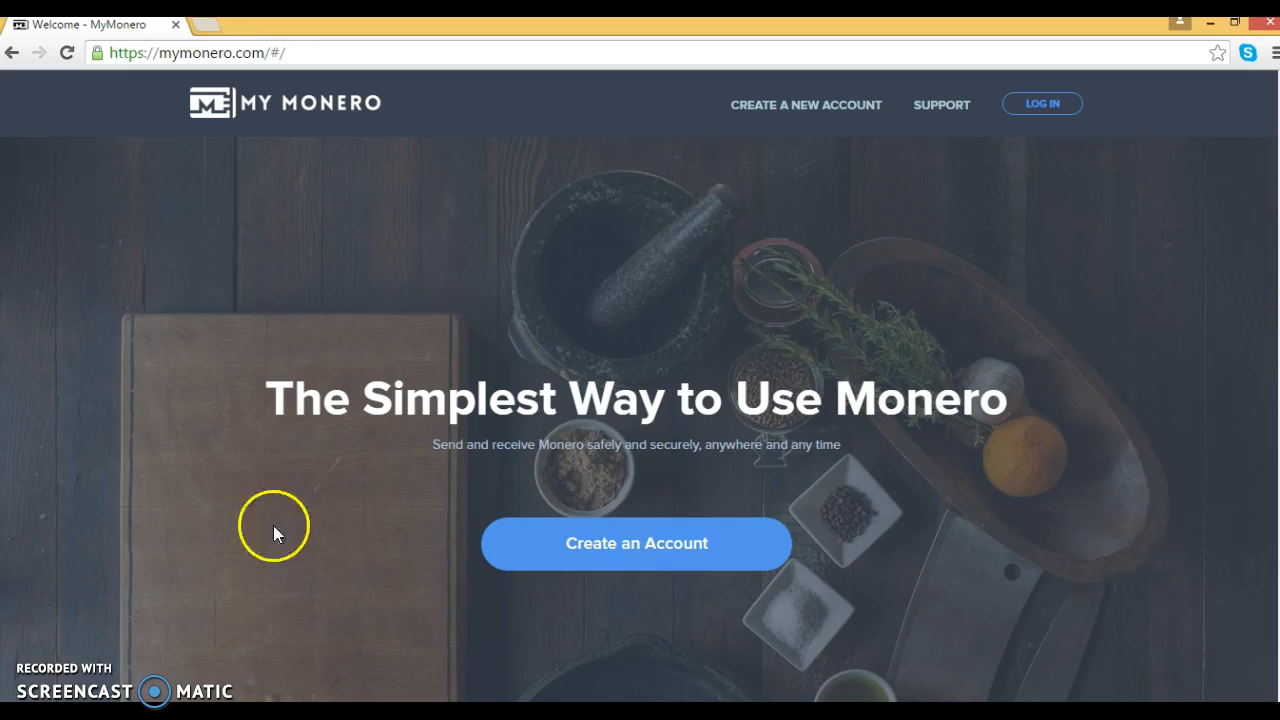 Welcome - MyMonero
https://mymonero.com/#/
MY MONERO
CREATE A NEW ACCOUNT
SUPPORT
LOG IN
The Simplest Way to Use Monero
Send and receive Monero safely and securely, anywhere and any time
Create an Account
RECORDED WITH
SCREENCAST MATIC